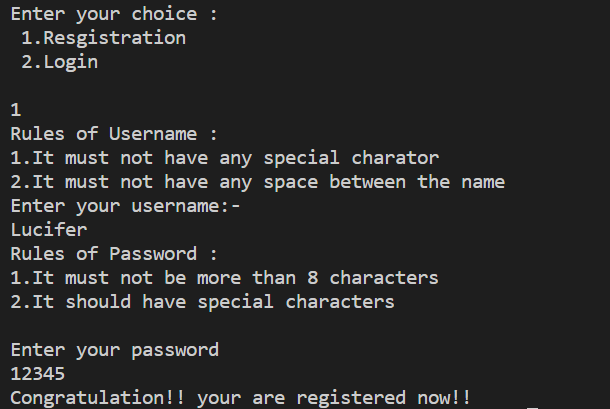 Enter your choice :
1.Resgistration
2.Login
1
Rules of Username :
1.It must not have any special charator
2.It must not have any space between the name
Enter your username:-
Lucifer
Rules of Password :
1.It must not be more than 8 characters
2.It should have special characters
Enter your password
12345
Congratulation!! your are registered now!!